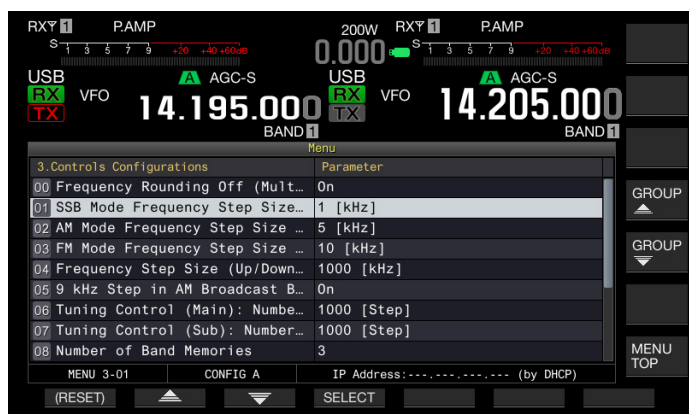 RX 1 P.AMP 200W RX 1 P.AMP
S 1 3 5 7 9 +20 +40 +60dB 0.000 S 1 3 5 7 9 +20 +40 +60dB
USB A AGC-S USB A AGC-S
RX VFO 14.195.000 RX VFO 14.205.000
TX TX
BAND 1 BAND 1
Menu
3.Controls Configurations Parameter
00 Frequency Rounding Off (Mult… On
01 SSB Mode Frequency Step Size… 1 [kHz]
02 AM Mode Frequency Step Size … 5 [kHz]
03 FM Mode Frequency Step Size … 10 [kHz]
04 Frequency Step Size (Up/Down… 1000 [kHz]
05 9 kHz Step in AM Broadcast B… On
06 Tuning Control (Main): Numbe… 1000 [Step]
07 Tuning Control (Sub): Number… 1000 [Step]
08 Number of Band Memories 3
MENU 3-01 CONFIG A IP Address:---.---.---.--- (by DHCP)
GROUP
GROUP
MENU
TOP
(RESET) SELECT